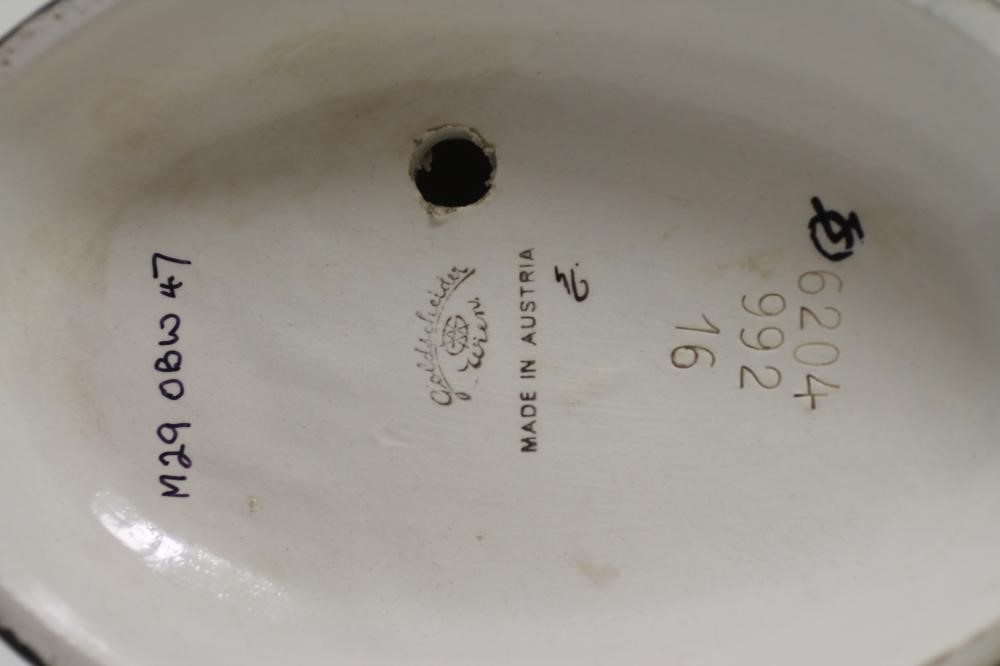 M29 OBW 47
Goldscheider
Wien.
MADE IN AUSTRIA
6204
992
16